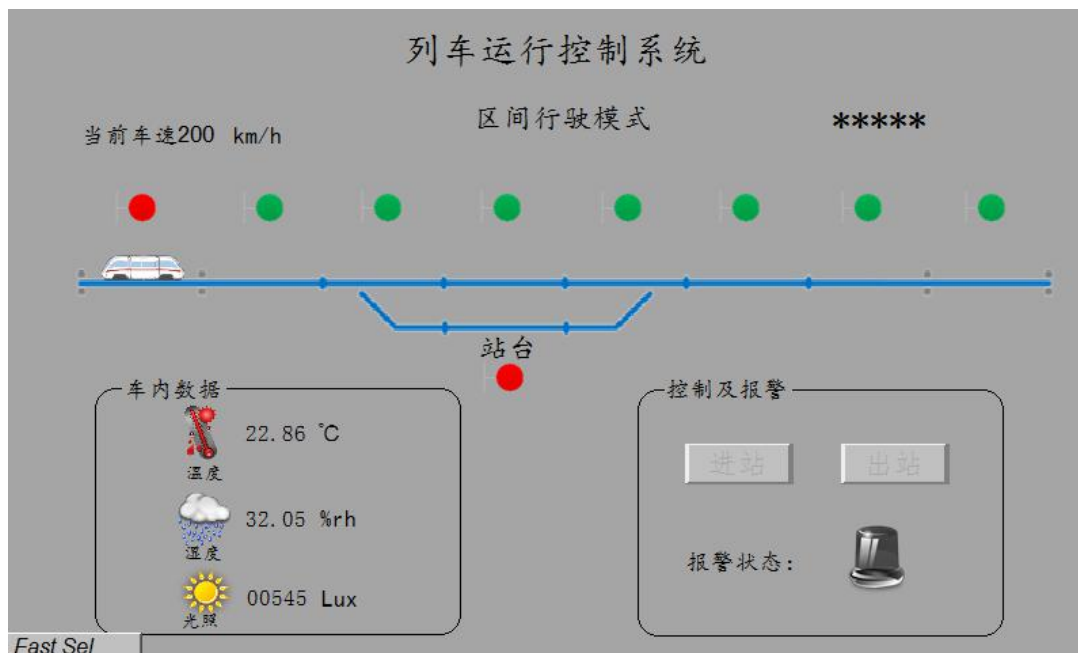 列车运行控制系统
当前车速200 km/h
区间行驶模式
*****
站台
车内数据
22.86 ℃
温度
32.05 %rh
湿度
00545 Lux
光照
控制及报警
进站
出站
报警状态:
Fast Sel